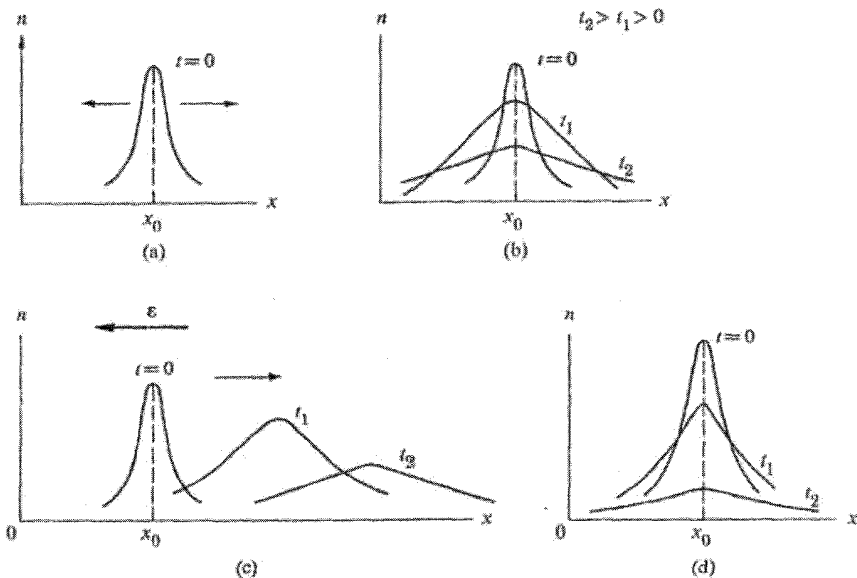 n
t=0
x
x₀
(a)
n
t₂> t₁> 0
t=0
t₁
t₂
x
x₀
(b)
n
ε
t=0
t₁
t₂
0
x₀
x
(c)
n
t=0
t₁
t₂
0
x₀
x
(d)